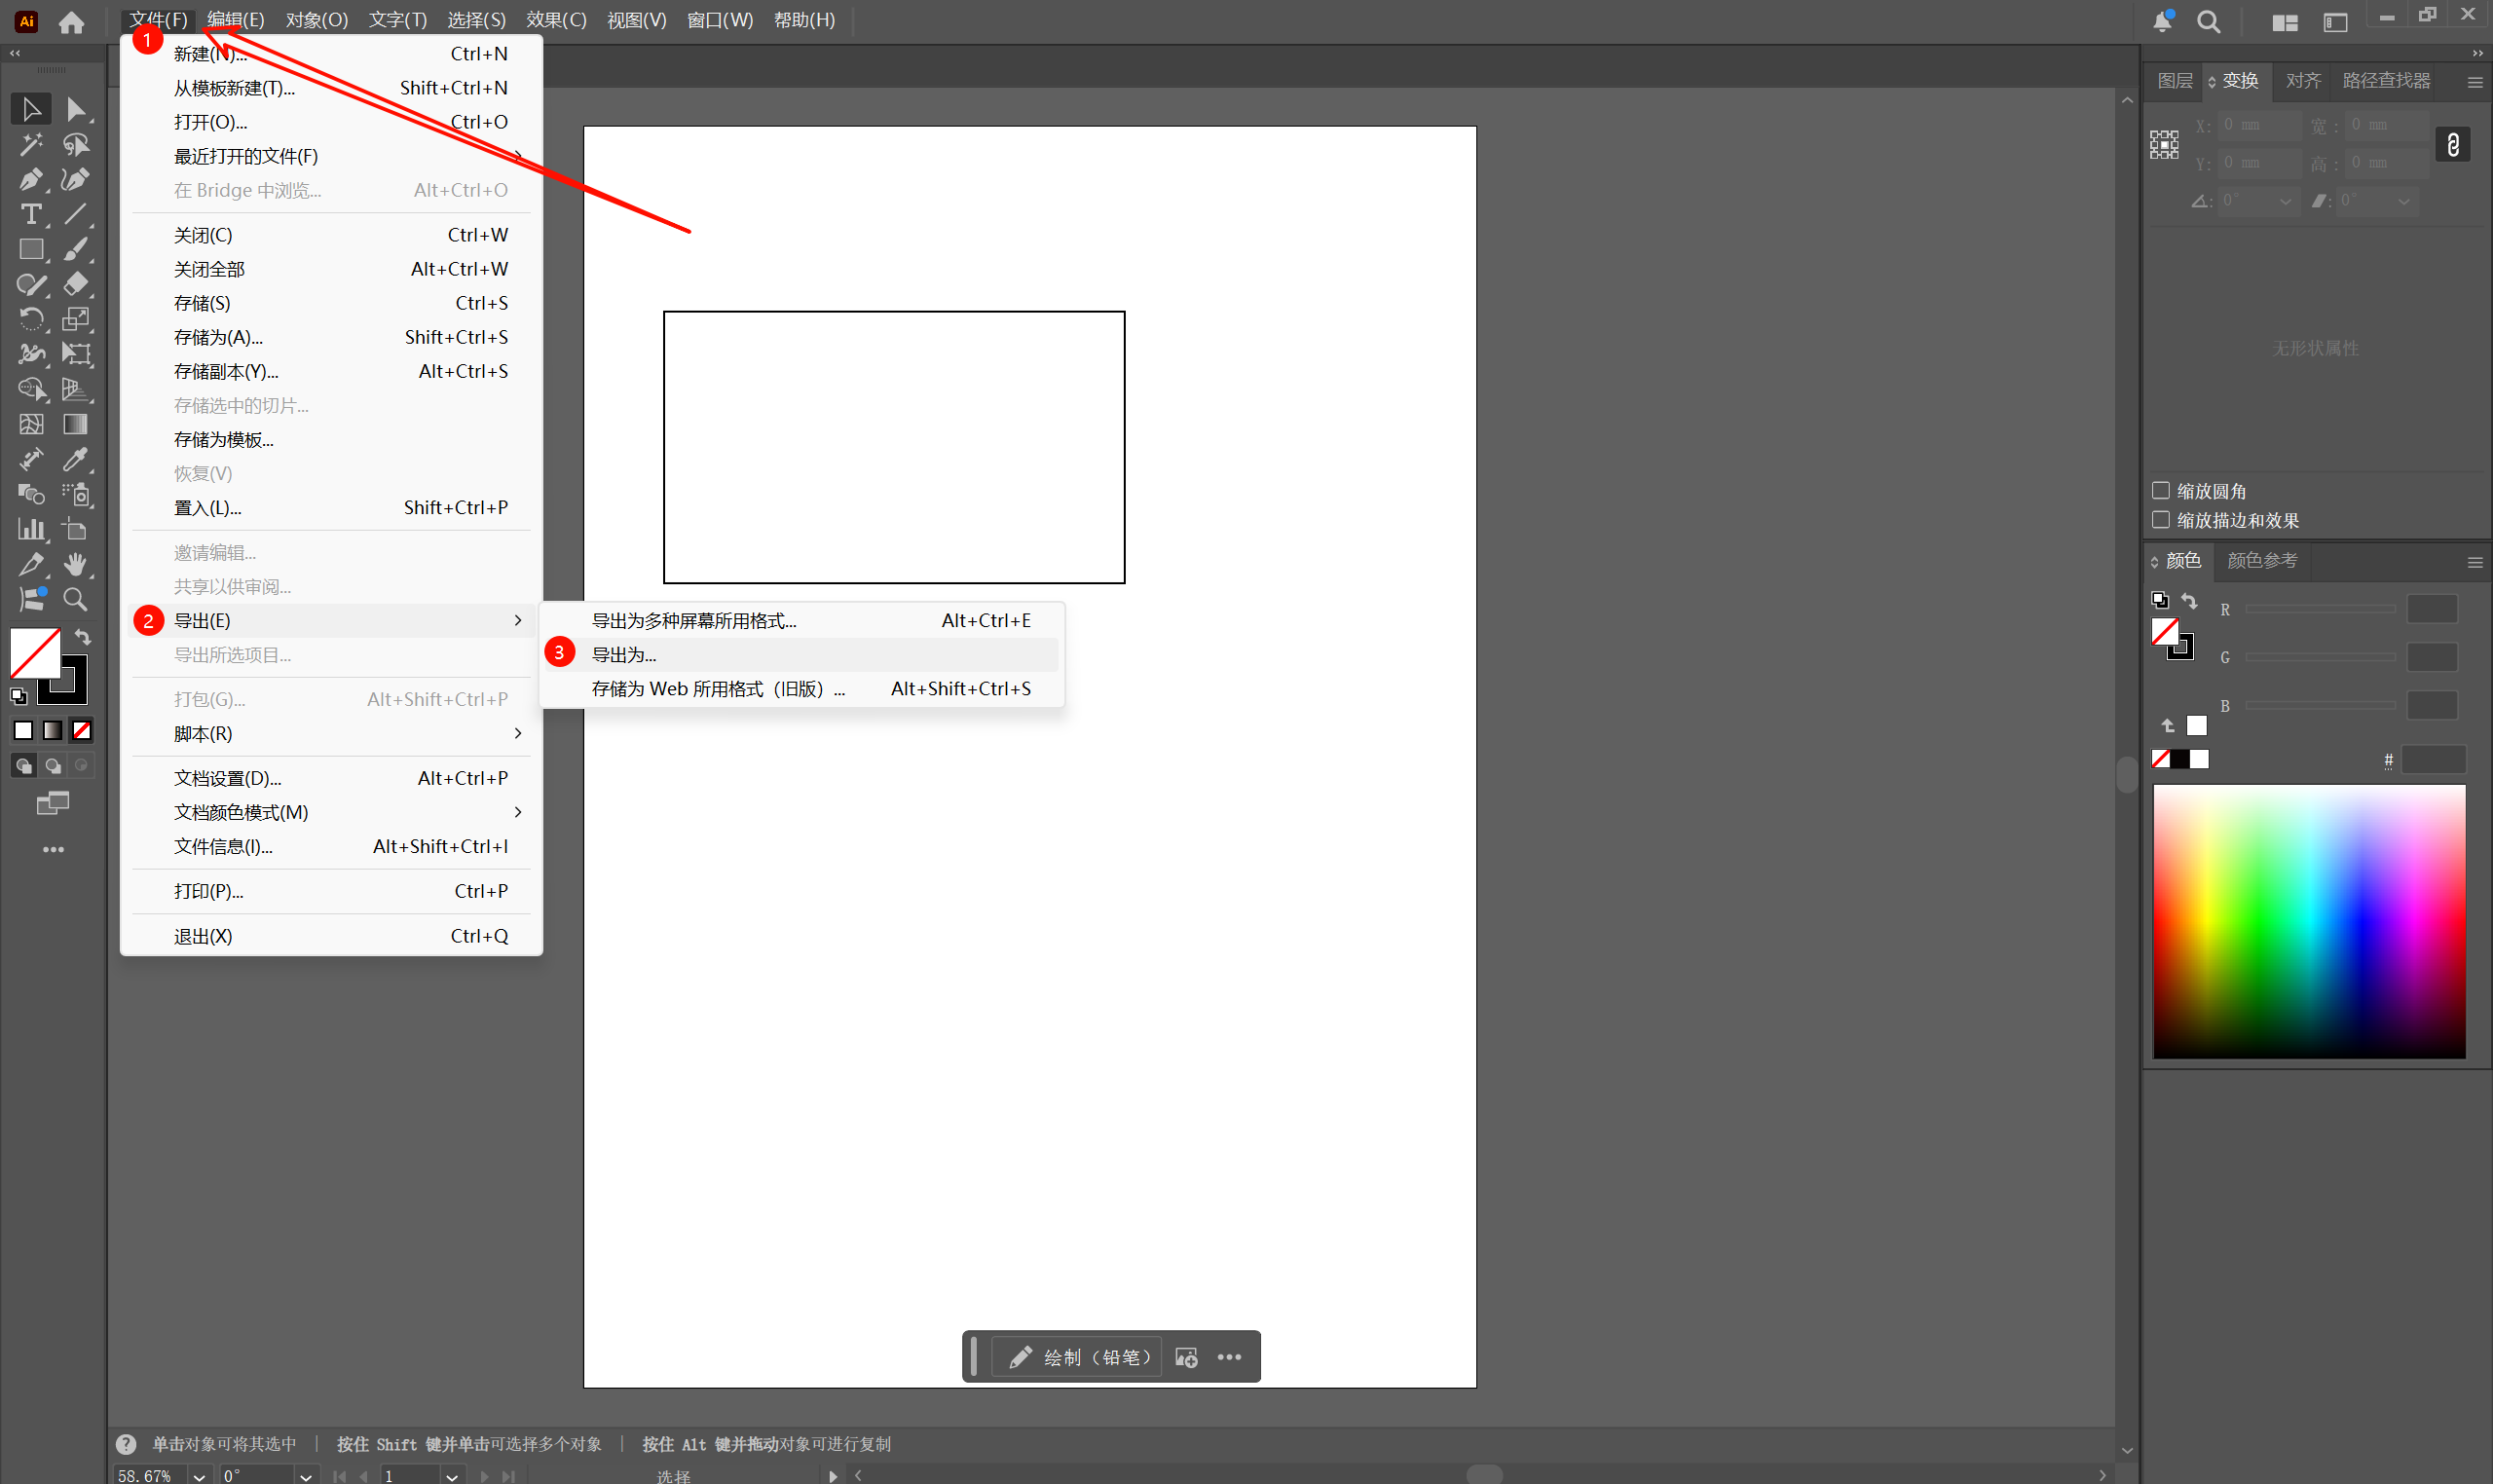 Ai
文件(F) 编辑(E) 对象(O) 文字(T) 选择(S) 效果(C) 视图(V) 窗口(W) 帮助(H)
1
新建(N)... Ctrl+N
从模板新建(T)... Shift+Ctrl+N
打开(O)... Ctrl+O
最近打开的文件(F)
在 Bridge 中浏览... Alt+Ctrl+O
关闭(C) Ctrl+W
关闭全部 Alt+Ctrl+W
存储(S) Ctrl+S
存储为(A)... Shift+Ctrl+S
存储副本(Y)... Alt+Ctrl+S
存储选中的切片...
存储为模板...
恢复(V)
置入(L)... Shift+Ctrl+P
邀请编辑...
共享以供审阅...
2 导出(E)
导出所选项目...
打包(G)... Alt+Shift+Ctrl+P
脚本(R)
文档设置(D)... Alt+Ctrl+P
文档颜色模式(M)
文件信息(I)... Alt+Shift+Ctrl+I
打印(P)... Ctrl+P
退出(X) Ctrl+Q
导出为多种屏幕所用格式... Alt+Ctrl+E
3 导出为...
存储为 Web 所用格式（旧版）... Alt+Shift+Ctrl+S
图层 变换 对齐 路径查找器
X: 0 mm 宽: 0 mm
Y: 0 mm 高: 0 mm
0° 0°
无形状属性
缩放圆角
缩放描边和效果
颜色 颜色参考
R
G
B
#
绘制（铅笔）
单击对象可将其选中 | 按住 Shift 键并单击可选择多个对象 | 按住 Alt 键并拖动对象可进行复制
58.67% 0° 1 选择